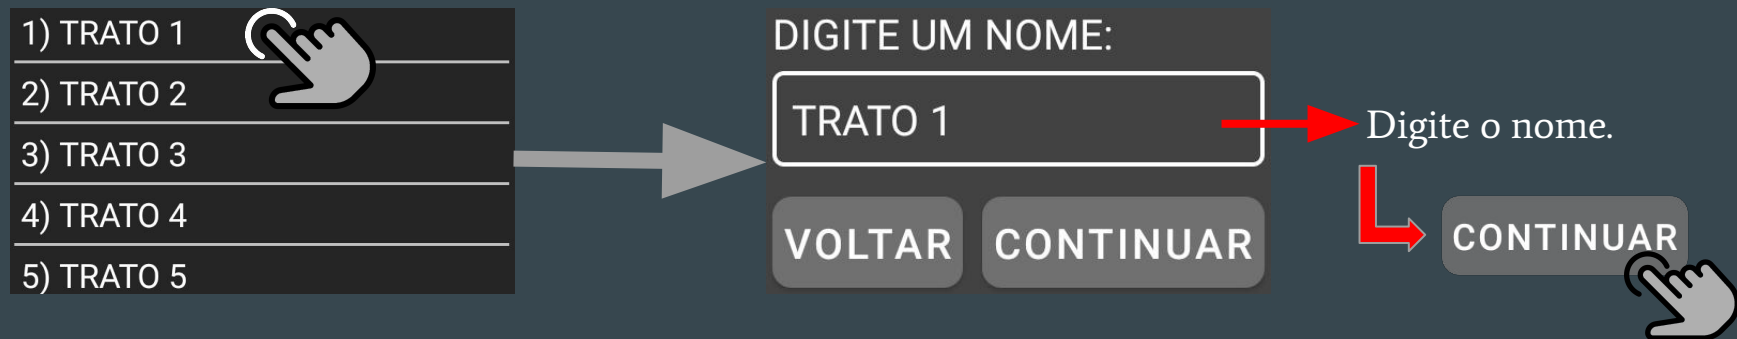 1) TRATO 1
2) TRATO 2
3) TRATO 3
4) TRATO 4
5) TRATO 5
DIGITE UM NOME:
TRATO 1
VOLTAR
CONTINUAR
Digite o nome.
CONTINUAR